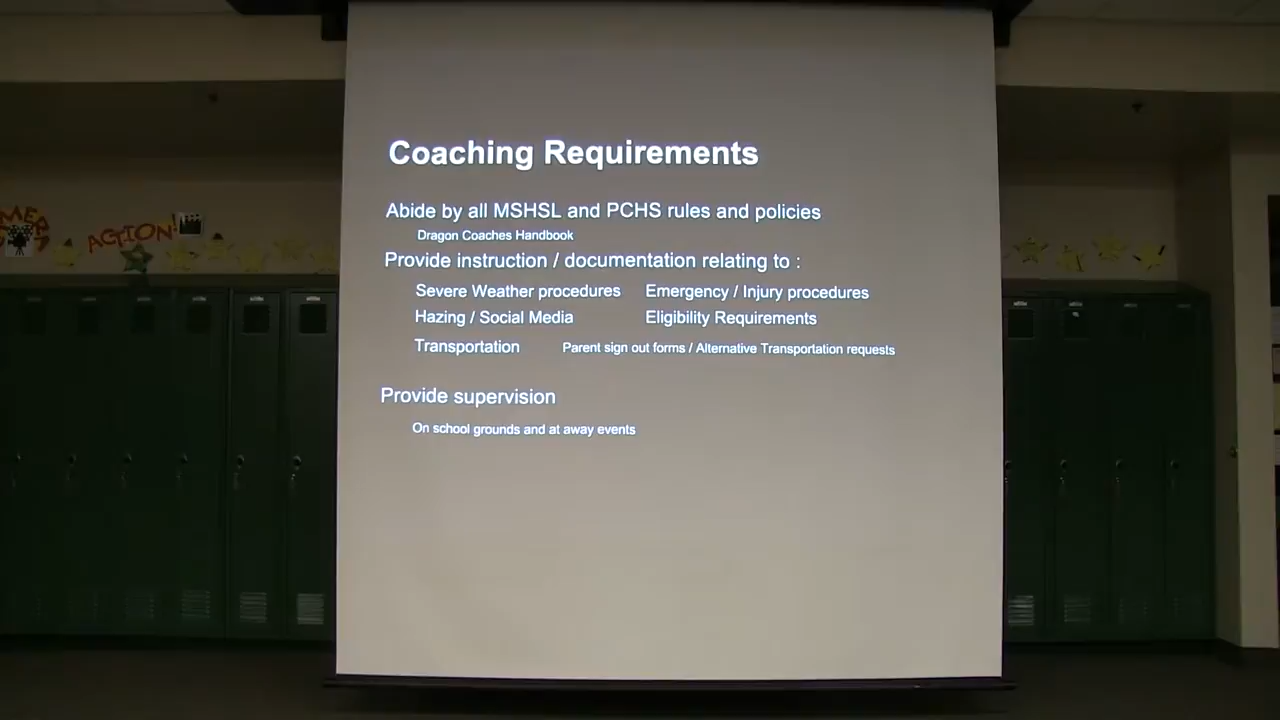 Coaching Requirements
Abide by all MSHSL and PCHS rules and policies
Dragon Coaches Handbook
Provide instruction / documentation relating to :
Severe Weather procedures Emergency / Injury procedures
Hazing / Social Media Eligibility Requirements
Transportation Parent sign out forms / Alternative Transportation requests
Provide supervision
On school grounds and at away events
ACTION!